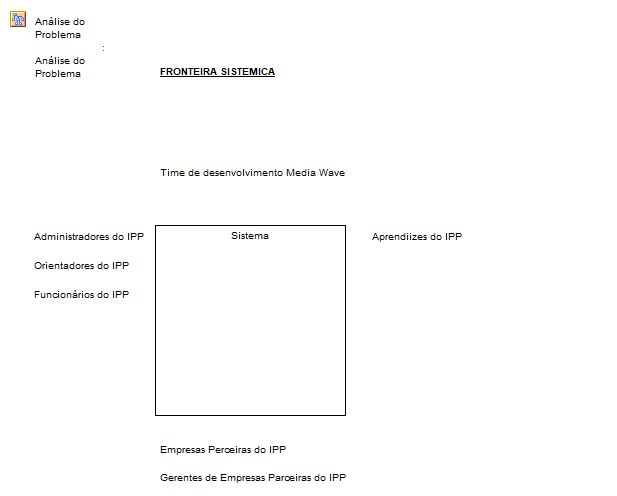 Análise do
Problema
:
Análise do
Problema
FRONTEIRA SISTEMICA
Time de desenvolvimento Media Wave
Administradores do IPP
Sistema
Aprendiizes do IPP
Orientadores do IPP
Funcionários do IPP
Empresas Perceiras do IPP
Gerentes de Empresas Parceiras do IPP